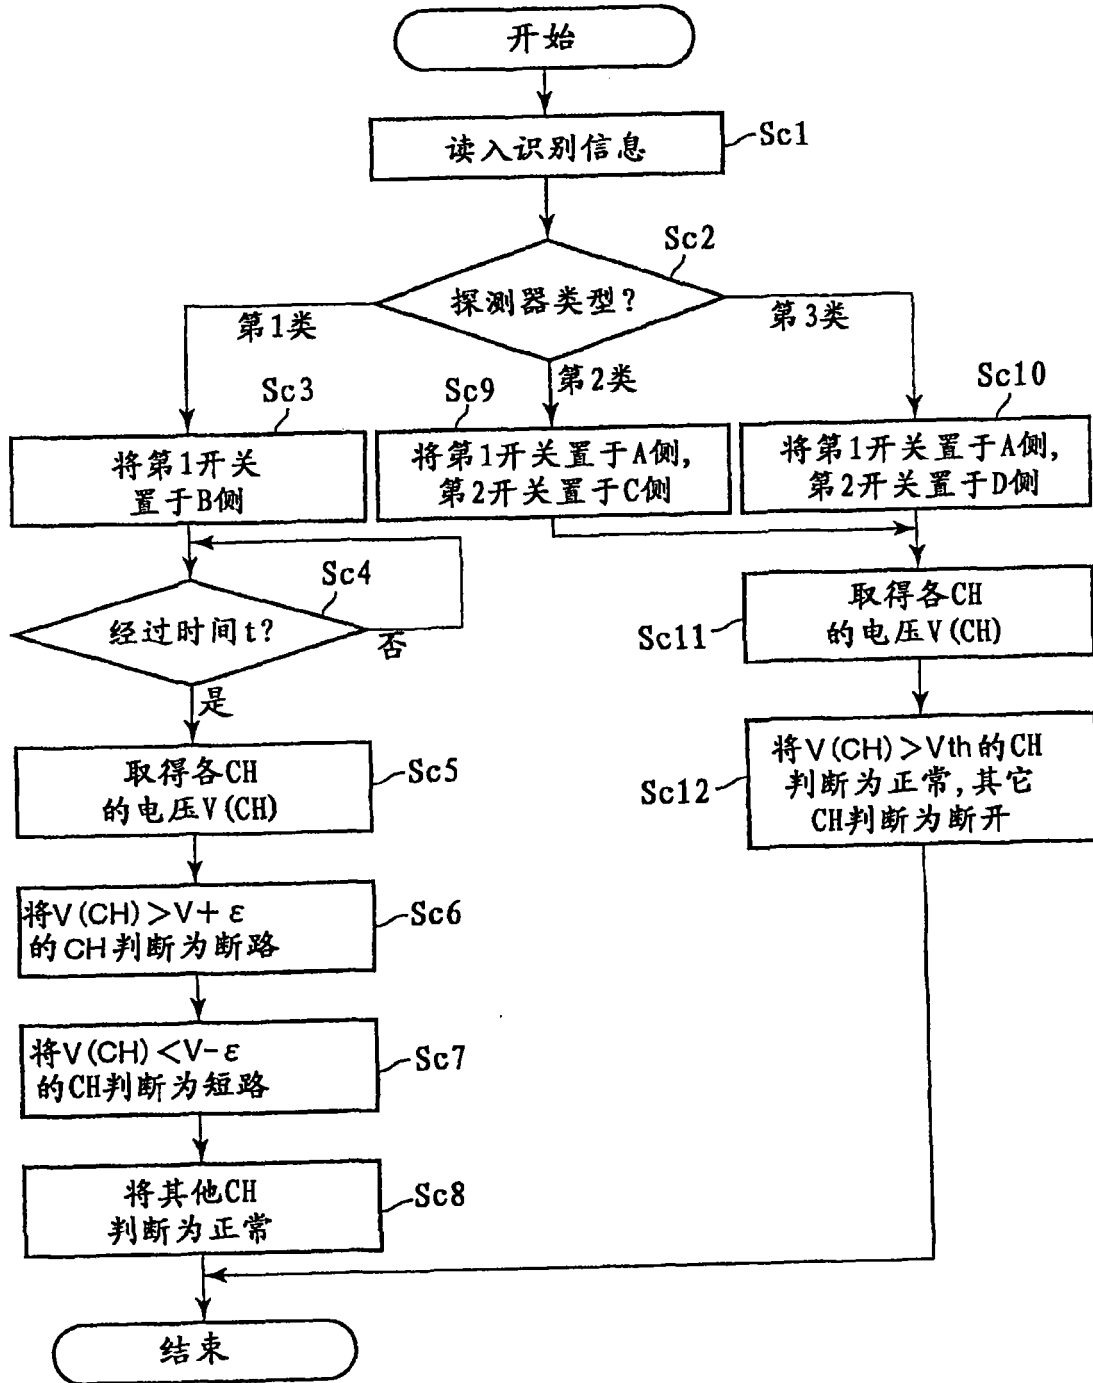 开始
读入识别信息
Sc1
Sc2
探测器类型?
第1类
第2类
第3类
Sc3
将第1开关
置于B侧
Sc9
将第1开关置于A侧,
第2开关置于C侧
Sc10
将第1开关置于A侧,
第2开关置于D侧
Sc4
经过时间t?
否
是
取得各CH
的电压V(CH)
Sc5
将V(CH)>V+ε
的CH判断为断路
Sc6
将V(CH)<V-ε
的CH判断为短路
Sc7
将其他CH
判断为正常
Sc8
取得各CH
的电压V(CH)
Sc11
将V(CH)>Vth的CH
判断为正常,其它
CH判断为断开
Sc12
结束